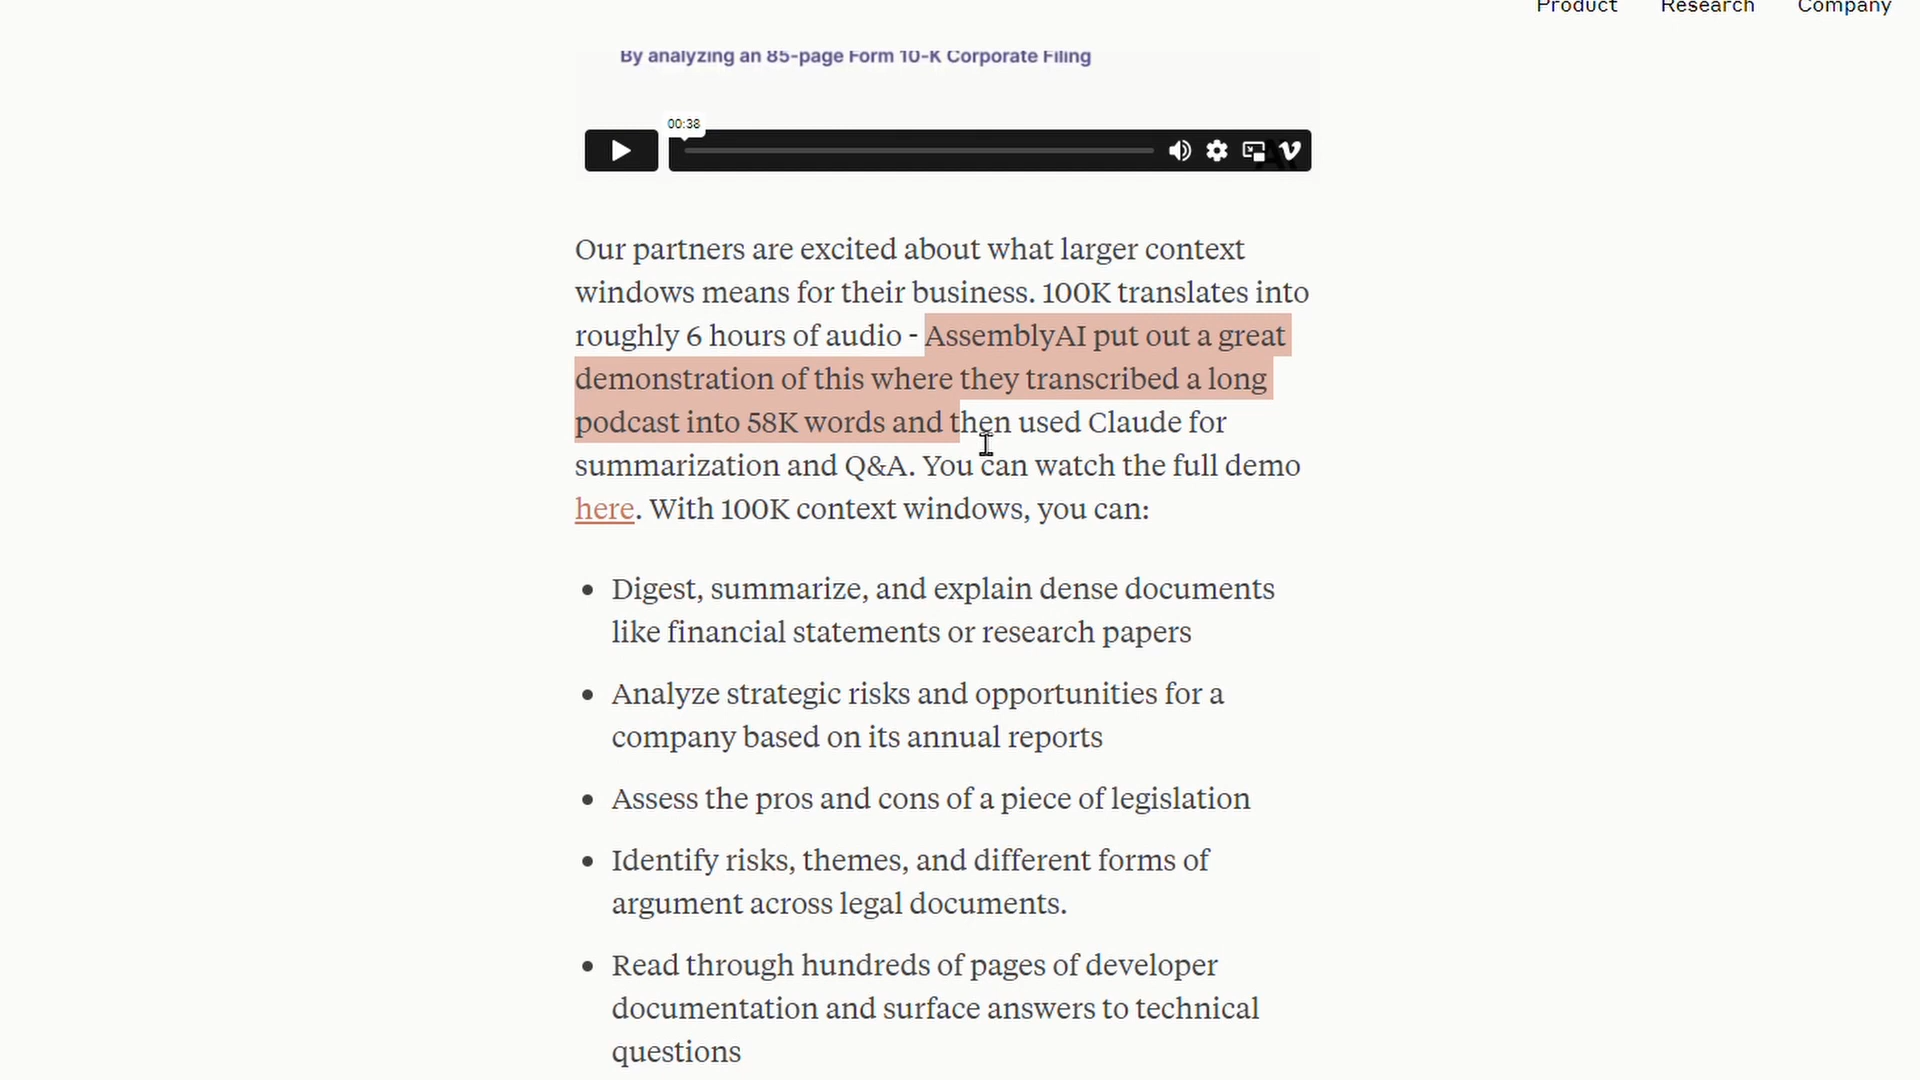 Product Research Company
By analyzing an 85-page Form 10-K Corporate Filing
00:38
Our partners are excited about what larger context
windows means for their business. 100K translates into
roughly 6 hours of audio - AssemblyAI put out a great
demonstration of this where they transcribed a long
podcast into 58K words and then used Claude for
summarization and Q&A. You can watch the full demo
here. With 100K context windows, you can:
• Digest, summarize, and explain dense documents
like financial statements or research papers
• Analyze strategic risks and opportunities for a
company based on its annual reports
• Assess the pros and cons of a piece of legislation
• Identify risks, themes, and different forms of
argument across legal documents.
• Read through hundreds of pages of developer
documentation and surface answers to technical
questions